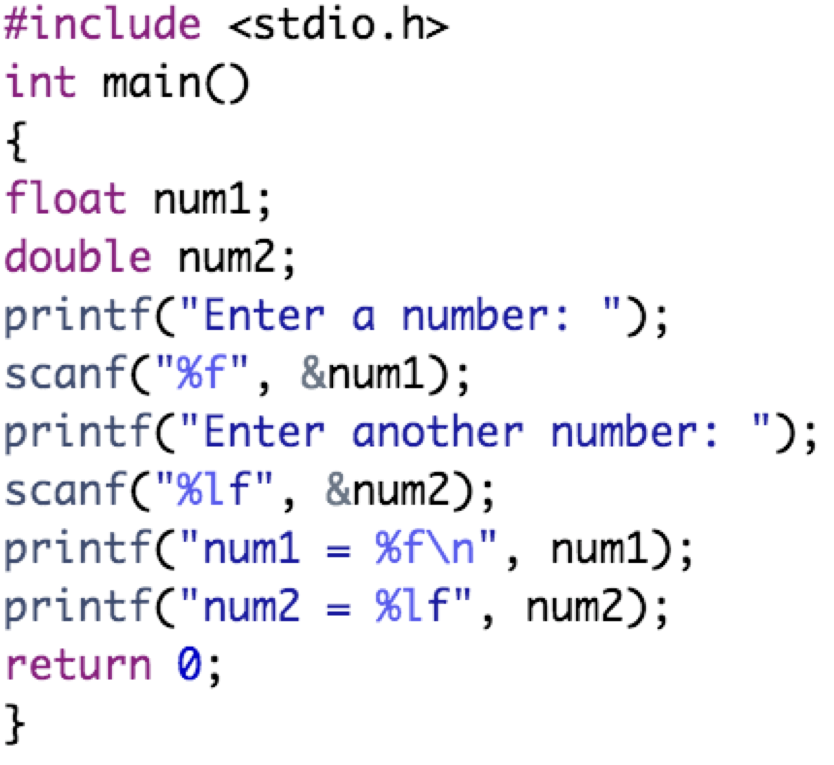 #include <stdio.h>
int main()
{
float num1;
double num2;
printf("Enter a number: ");
scanf("%f", &num1);
printf("Enter another number: ");
scanf("%lf", &num2);
printf("num1 = %f\n", num1);
printf("num2 = %lf", num2);
return 0;
}